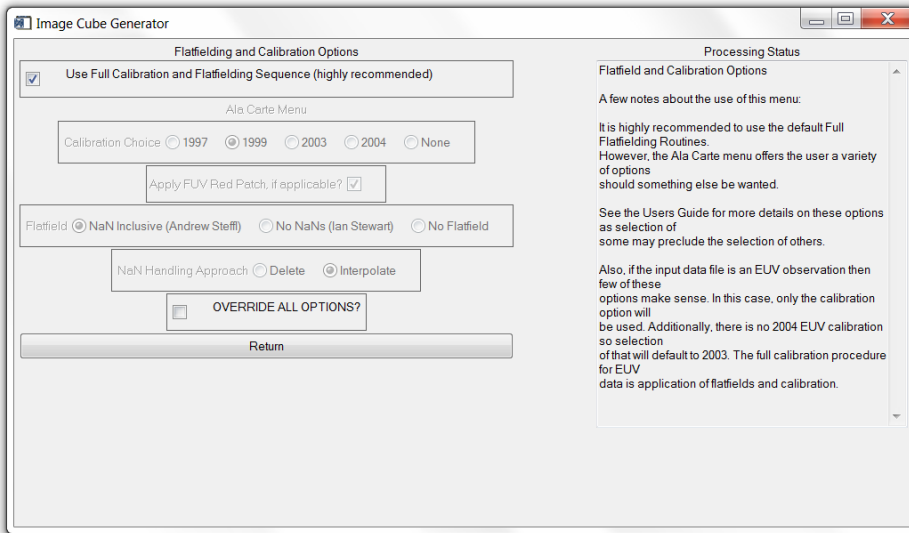 Image Cube Generator
Flatfielding and Calibration Options
Use Full Calibration and Flatfielding Sequence (highly recommended)
Ala Carte Menu
Calibration Choice 1997 1999 2003 2004 None
Apply FUV Red Patch, if applicable?
Flatfield NaN Inclusive (Andrew Steffl) No NaNs (Ian Stewart) No Flatfield
NaN Handling Approach Delete Interpolate
OVERRIDE ALL OPTIONS?
Return
Processing Status
Flatfield and Calibration Options
A few notes about the use of this menu:
It is highly recommended to use the default Full
Flatfielding Routines.
However, the Ala Carte menu offers the user a variety
of options
should something else be wanted.
See the Users Guide for more details on these options
as selection of
some may preclude the selection of others.
Also, if the input data file is an EUV observation then
few of these
options make sense. In this case, only the calibration
option will
be used. Additionally, there is no 2004 EUV calibration
so selection
of that will default to 2003. The full calibration procedure
for EUV
data is application of flatfields and calibration.